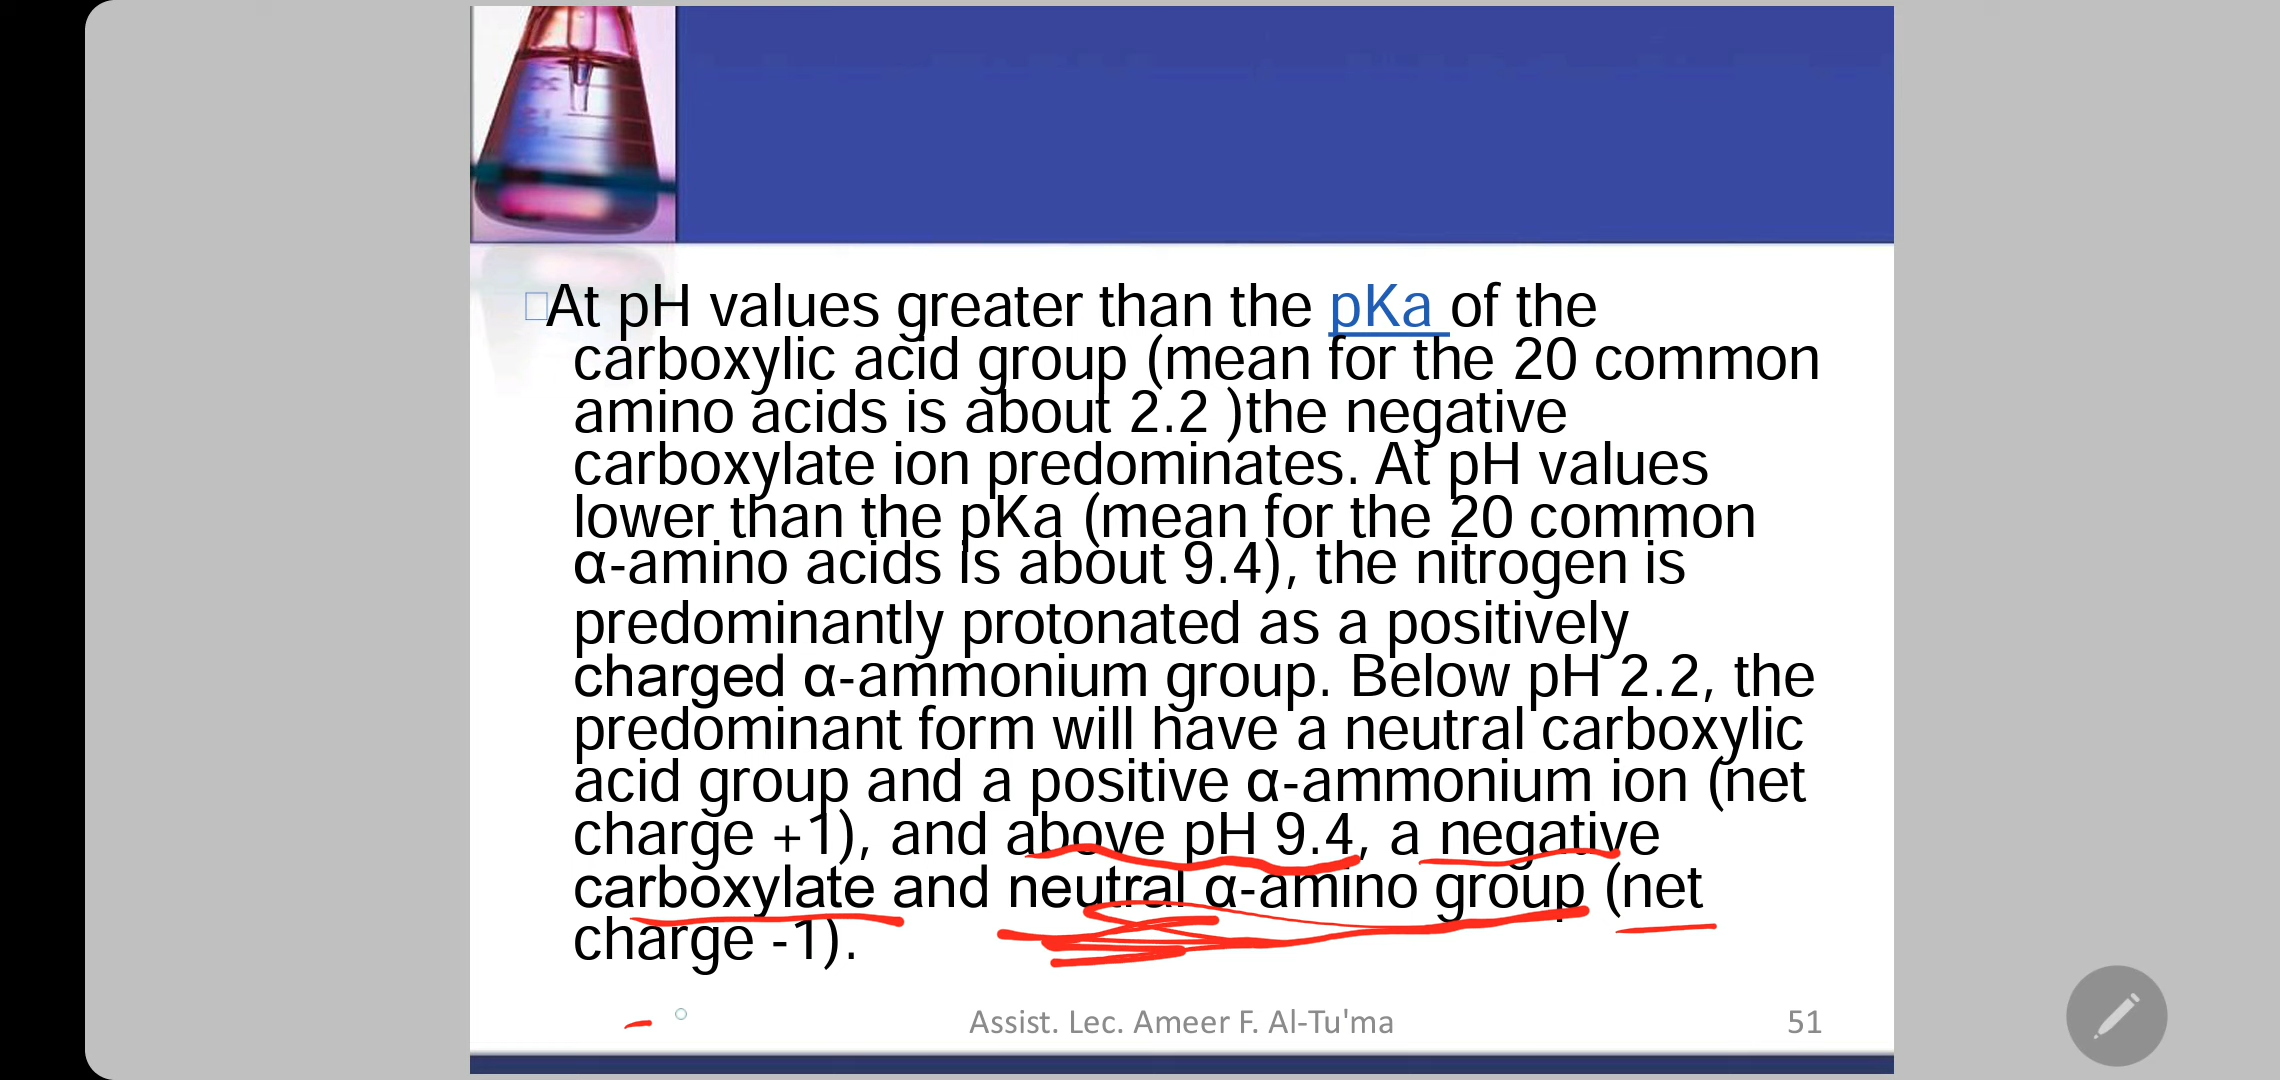 At pH values greater than the pKa of the
carboxylic acid group (mean for the 20 common
amino acids is about 2.2 )the negative
carboxylate ion predominates. At pH values
lower than the pKa (mean for the 20 common
α-amino acids is about 9.4), the nitrogen is
predominantly protonated as a positively
charged α-ammonium group. Below pH 2.2, the
predominant form will have a neutral carboxylic
acid group and a positive α-ammonium ion (net
charge +1), and above pH 9.4, a negative
carboxylate and neutral α-amino group (net
charge -1).
Assist. Lec. Ameer F. Al-Tu'ma
51